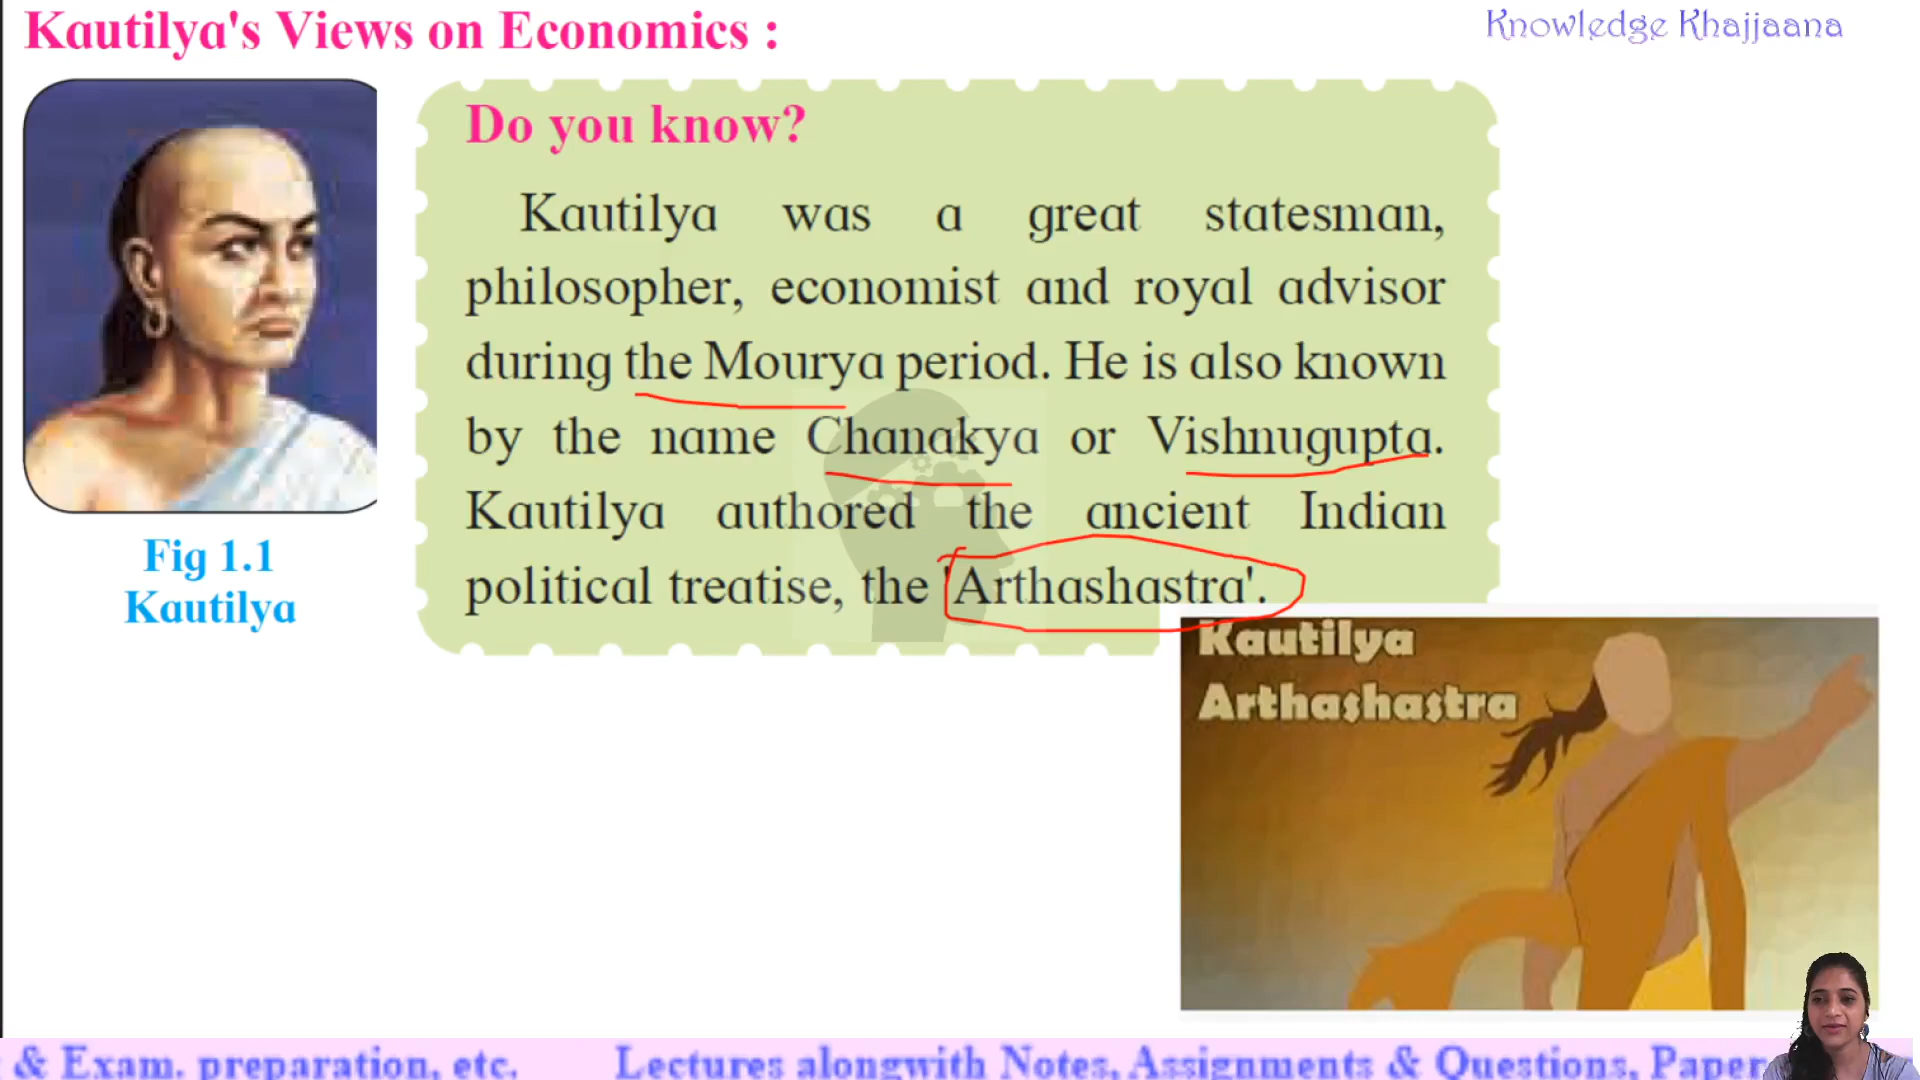 Kautilya's Views on Economics :
Knowledge Khajjaana
Do you know?
Kautilya was a great statesman,
philosopher, economist and royal advisor
during the Mourya period. He is also known
by the name Chanakya or Vishnugupta.
Kautilya authored the ancient Indian
political treatise, the 'Arthashastra'.
Fig 1.1
Kautilya
Kautilya
Arthashastra
& Exam. preparation, etc. Lectures alongwith Notes, Assignments & Questions, Paper